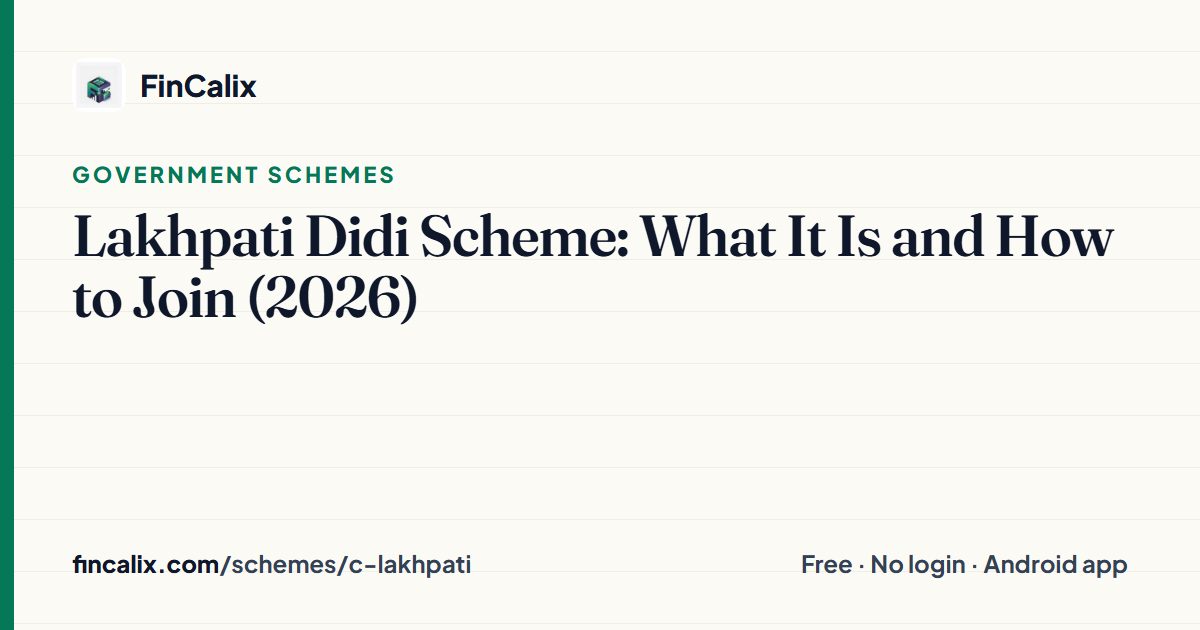 FinCalix
GOVERNMENT SCHEMES
Lakhpati Didi Scheme: What It Is and How
to Join (2026)
fincalix.com/schemes/c-lakhpati
Free · No login · Android app